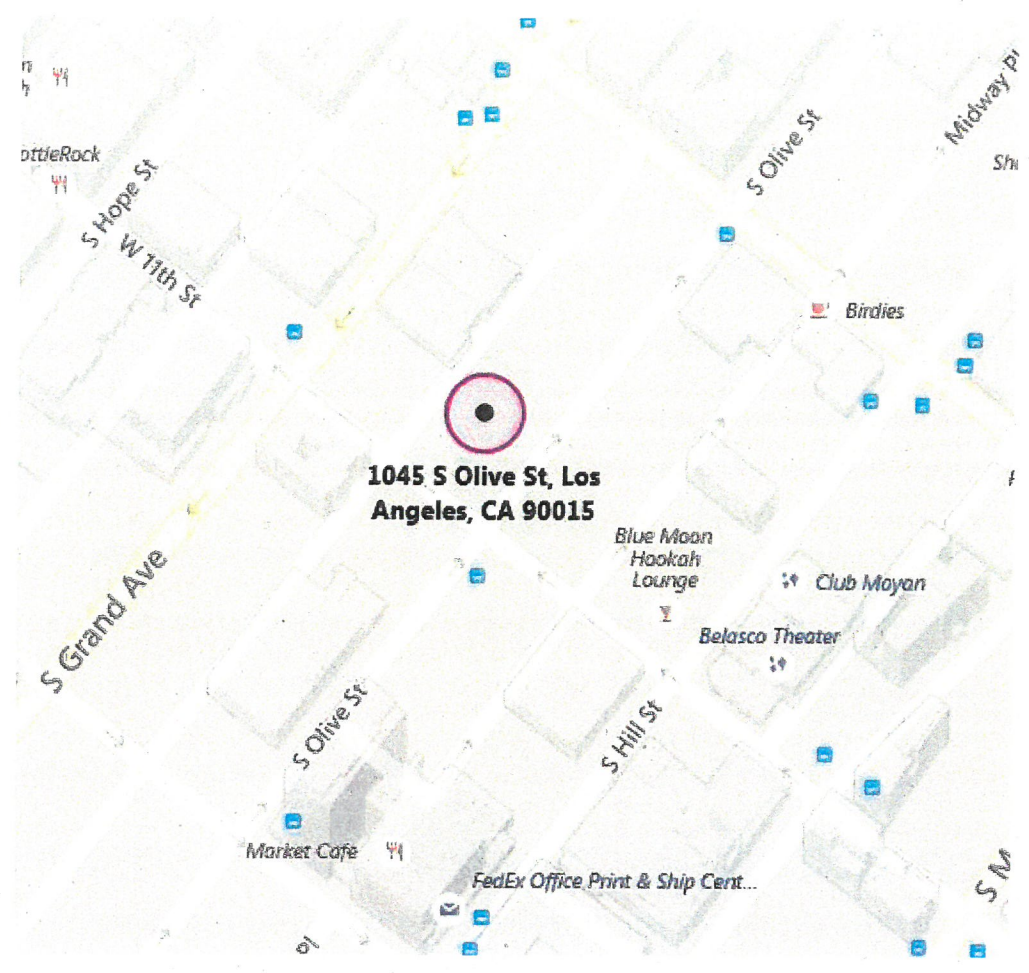 Midway Pl
ottleRock
S Olive St
S Hope St
W 11th St
Birdies
1045 S Olive St, Los
Angeles, CA 90015
Blue Moon
Hookah
Lounge
Club Mayan
S Grand Ave
Belasco Theater
S Olive St
S Hill St
Market Cafe
FedEx Office Print & Ship Cent...
S M